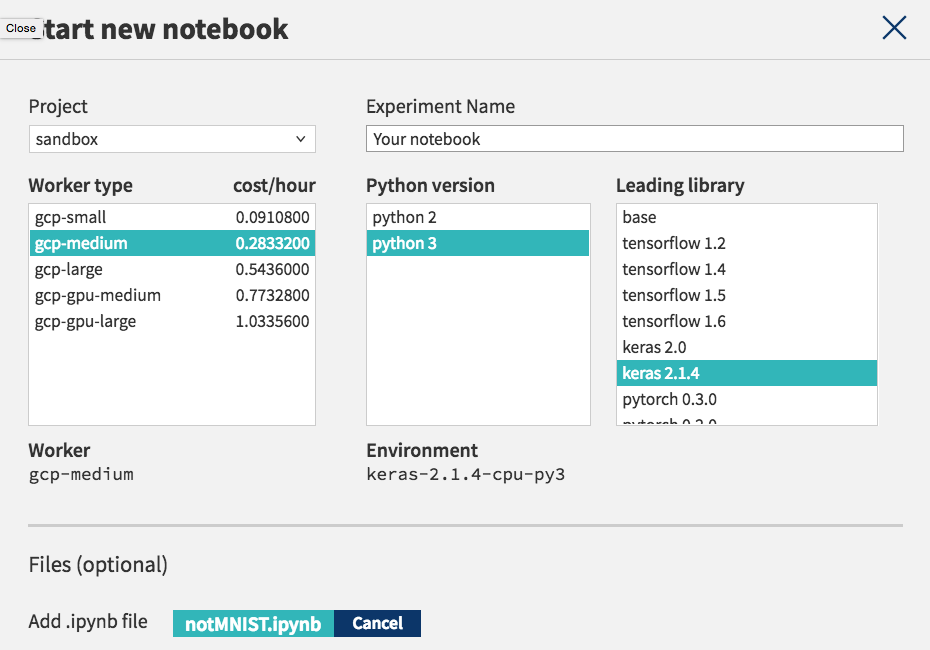 Close
tart new notebook
Project
Experiment Name
sandbox
Your notebook
Worker type cost/hour
Python version
Leading library
gcp-small 0.0910800
gcp-medium 0.2833200
gcp-large 0.5436000
gcp-gpu-medium 0.7732800
gcp-gpu-large 1.0335600
python 2
python 3
base
tensorflow 1.2
tensorflow 1.4
tensorflow 1.5
tensorflow 1.6
keras 2.0
keras 2.1.4
pytorch 0.3.0
Worker
gcp-medium
Environment
keras-2.1.4-cpu-py3
Files (optional)
Add .ipynb file notMNIST.ipynb Cancel